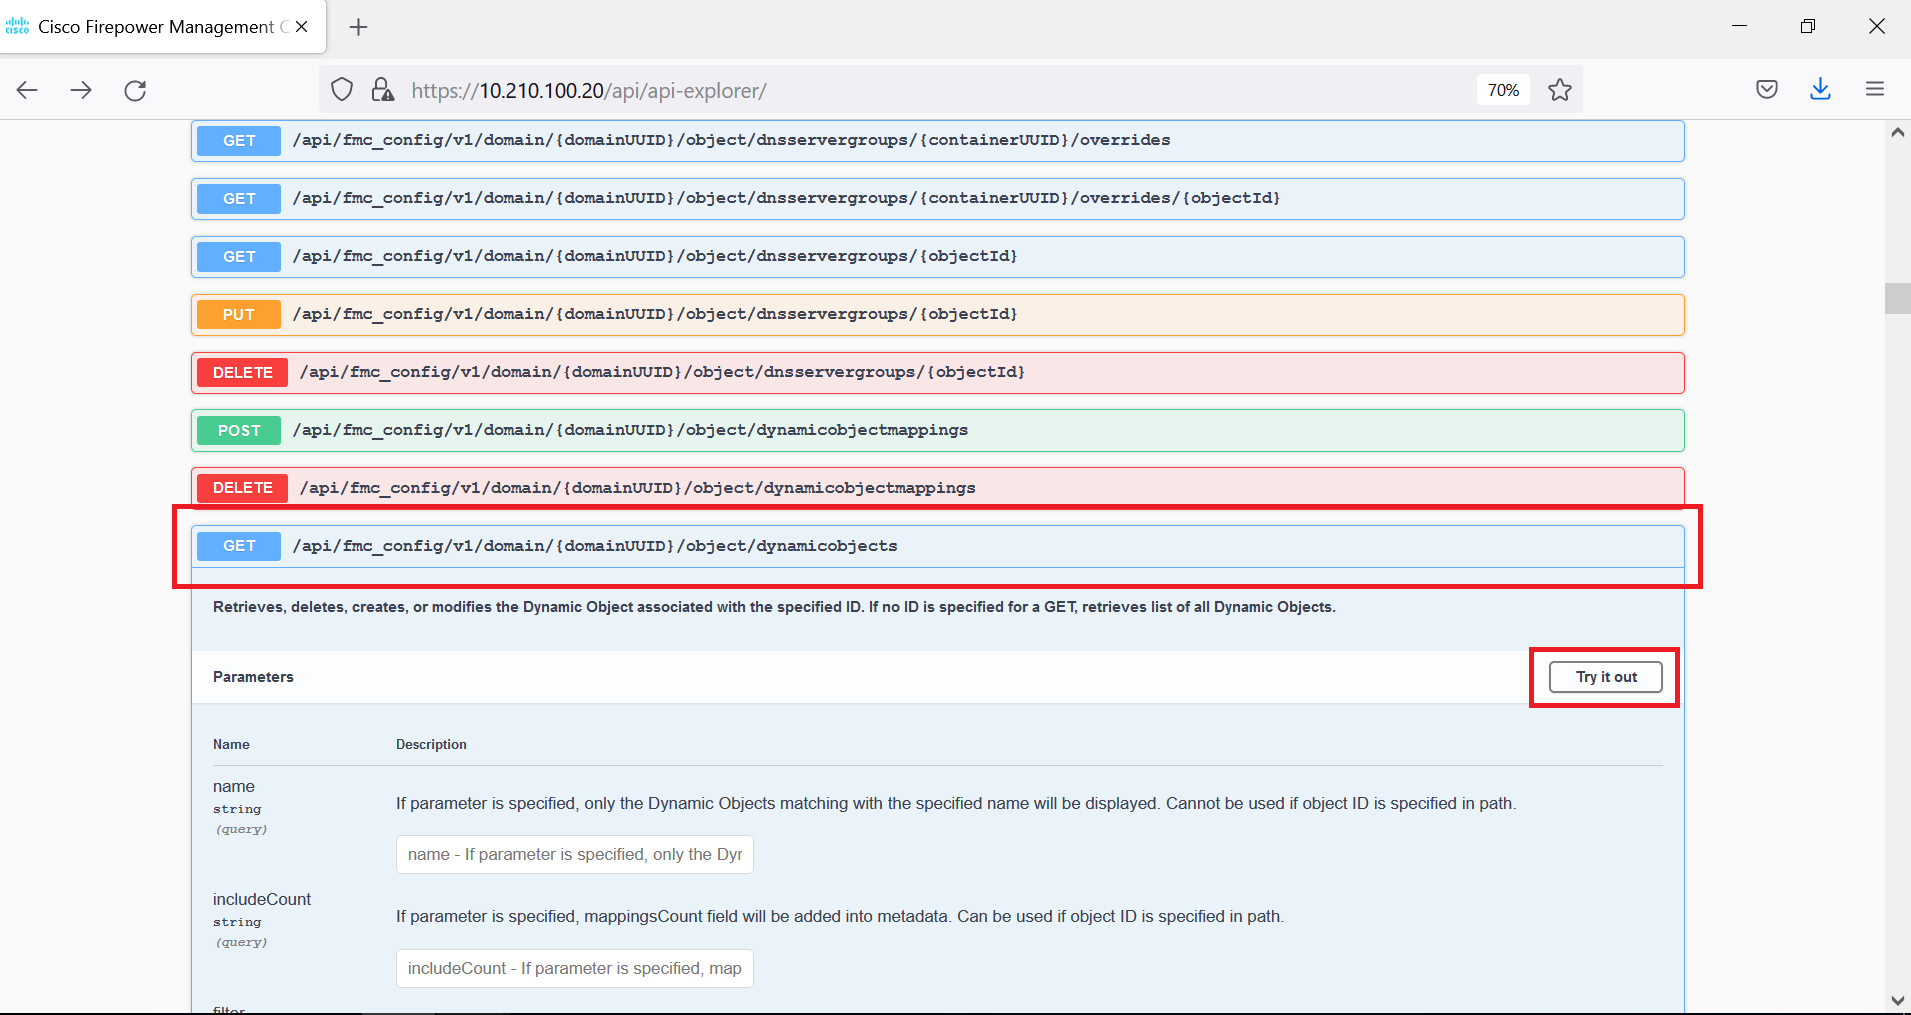 Cisco Firepower Management C
https://10.210.100.20/api/api-explorer/
70%
GET /api/fmc_config/v1/domain/{domainUUID}/object/dnsservergroups/{containerUUID}/overrides
GET /api/fmc_config/v1/domain/{domainUUID}/object/dnsservergroups/{containerUUID}/overrides/{objectId}
GET /api/fmc_config/v1/domain/{domainUUID}/object/dnsservergroups/{objectId}
PUT /api/fmc_config/v1/domain/{domainUUID}/object/dnsservergroups/{objectId}
DELETE /api/fmc_config/v1/domain/{domainUUID}/object/dnsservergroups/{objectId}
POST /api/fmc_config/v1/domain/{domainUUID}/object/dynamicobjectmappings
DELETE /api/fmc_config/v1/domain/{domainUUID}/object/dynamicobjectmappings
GET /api/fmc_config/v1/domain/{domainUUID}/object/dynamicobjects
Retrieves, deletes, creates, or modifies the Dynamic Object associated with the specified ID. If no ID is specified for a GET, retrieves list of all Dynamic Objects.
Parameters
Try it out
Name
Description
name
string
(query)
If parameter is specified, only the Dynamic Objects matching with the specified name will be displayed. Cannot be used if object ID is specified in path.
name - If parameter is specified, only the Dyr
includeCount
string
(query)
If parameter is specified, mappingsCount field will be added into metadata. Can be used if object ID is specified in path.
includeCount - If parameter is specified, map
filter